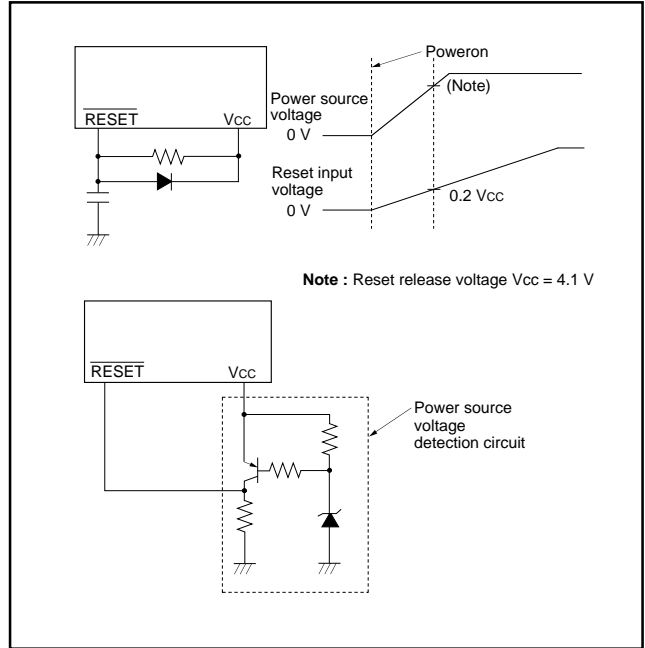 Poweron
(Note)
Power source
voltage
0 V
RESET
Vcc
Reset input
voltage
0 V
0.2 Vcc
Note : Reset release voltage Vcc = 4.1 V
RESET
Vcc
Power source
voltage
detection circuit